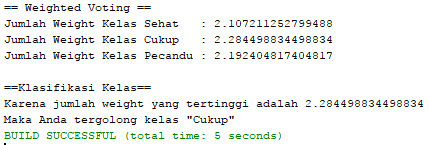 == Weighted Voting ==
Jumlah Weight Kelas Sehat : 2.107211252799488
Jumlah Weight Kelas Cukup : 2.284498834498834
Jumlah Weight Kelas Pecandu : 2.192404817404817
==Klasifikasi Kelas==
Karena jumlah weight yang tertinggi adalah 2.284498834498834
Maka Anda tergolong kelas "Cukup"
BUILD SUCCESSFUL (total time: 5 seconds)